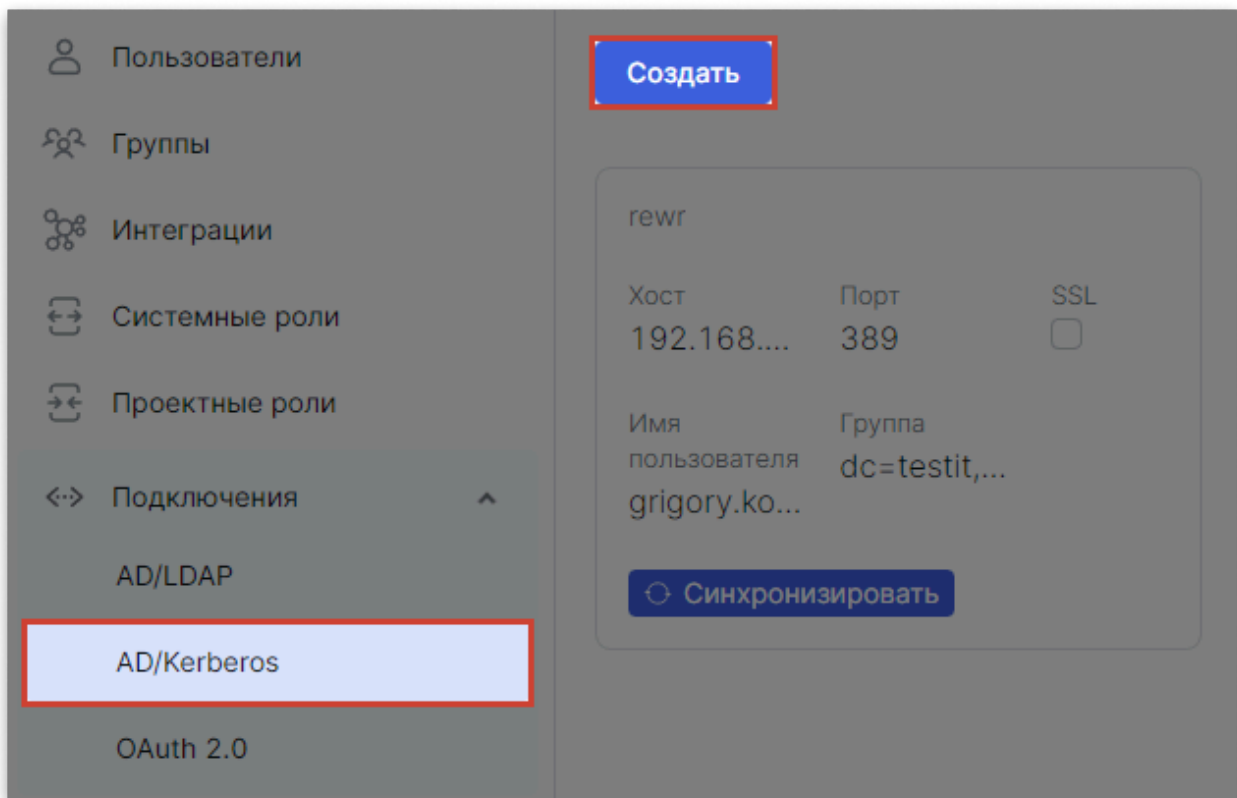 Пользователи
Группы
Интеграции
Системные роли
Проектные роли
Подключения
AD/LDAP
AD/Kerberos
OAuth 2.0
Создать
rewr
Хост Порт SSL
192.168.... 389
Имя пользователя Группа
grigory.ko... dc=testit,...
Синхронизировать